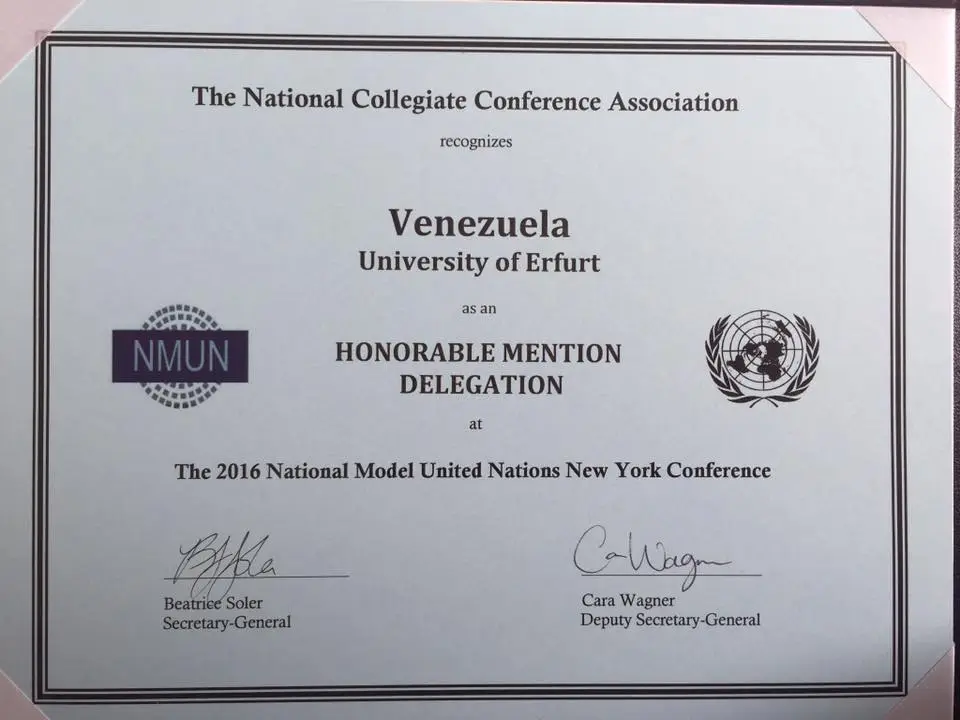 The National Collegiate Conference Association
recognizes
Venezuela
University of Erfurt
as an
HONORABLE MENTION
DELEGATION
NMUN
at
The 2016 National Model United Nations New York Conference
Beatrice Soler
Secretary-General
Cara Wagner
Deputy Secretary-General